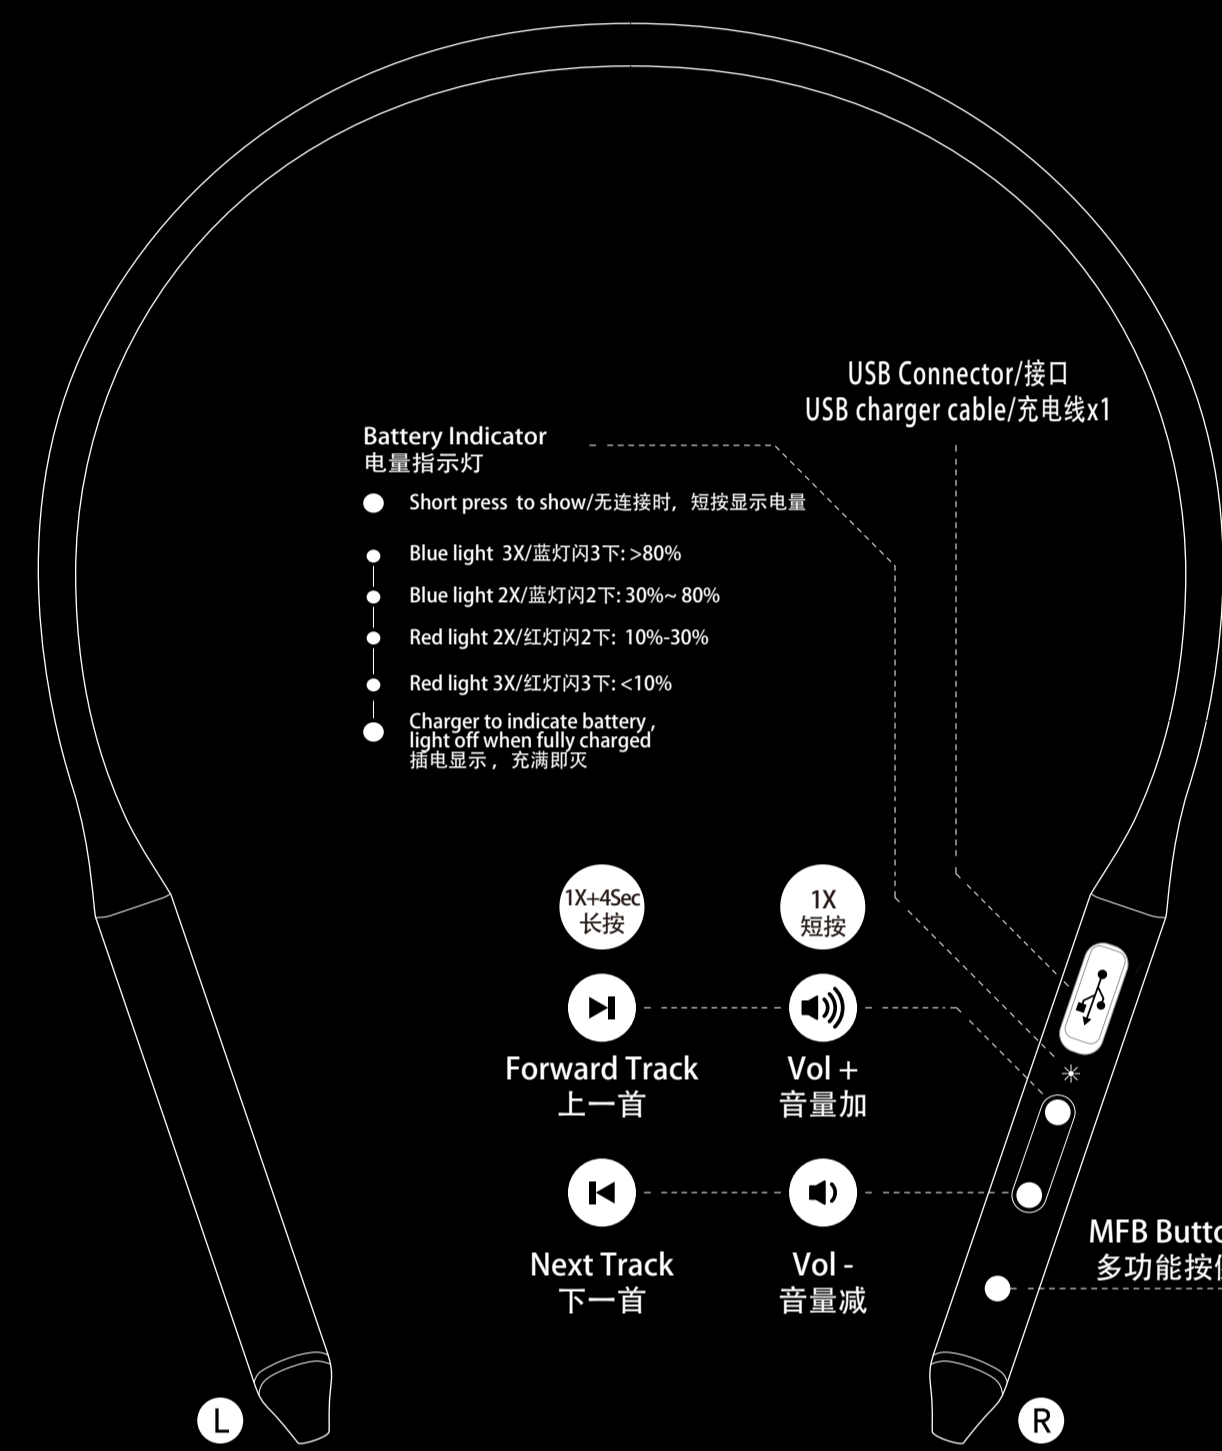 USB Connector/接口
USB charger cable/充电线x1
Battery Indicator
电量指示灯
Short press to show/无连接时, 短按显示电量
Blue light 3X/蓝灯闪3下: >80%
Blue light 2X/蓝灯闪2下: 30%~ 80%
Red light 2X/红灯闪2下: 10%-30%
Red light 3X/红灯闪3下: <10%
Charger to indicate battery ,
light off when fully charged
插电显示 , 充满即灭
1X+4Sec
长按
1X
短按
Forward Track
上一首
Vol +
音量加
Next Track
下一首
Vol -
音量减
MFB
多功能按
L
R